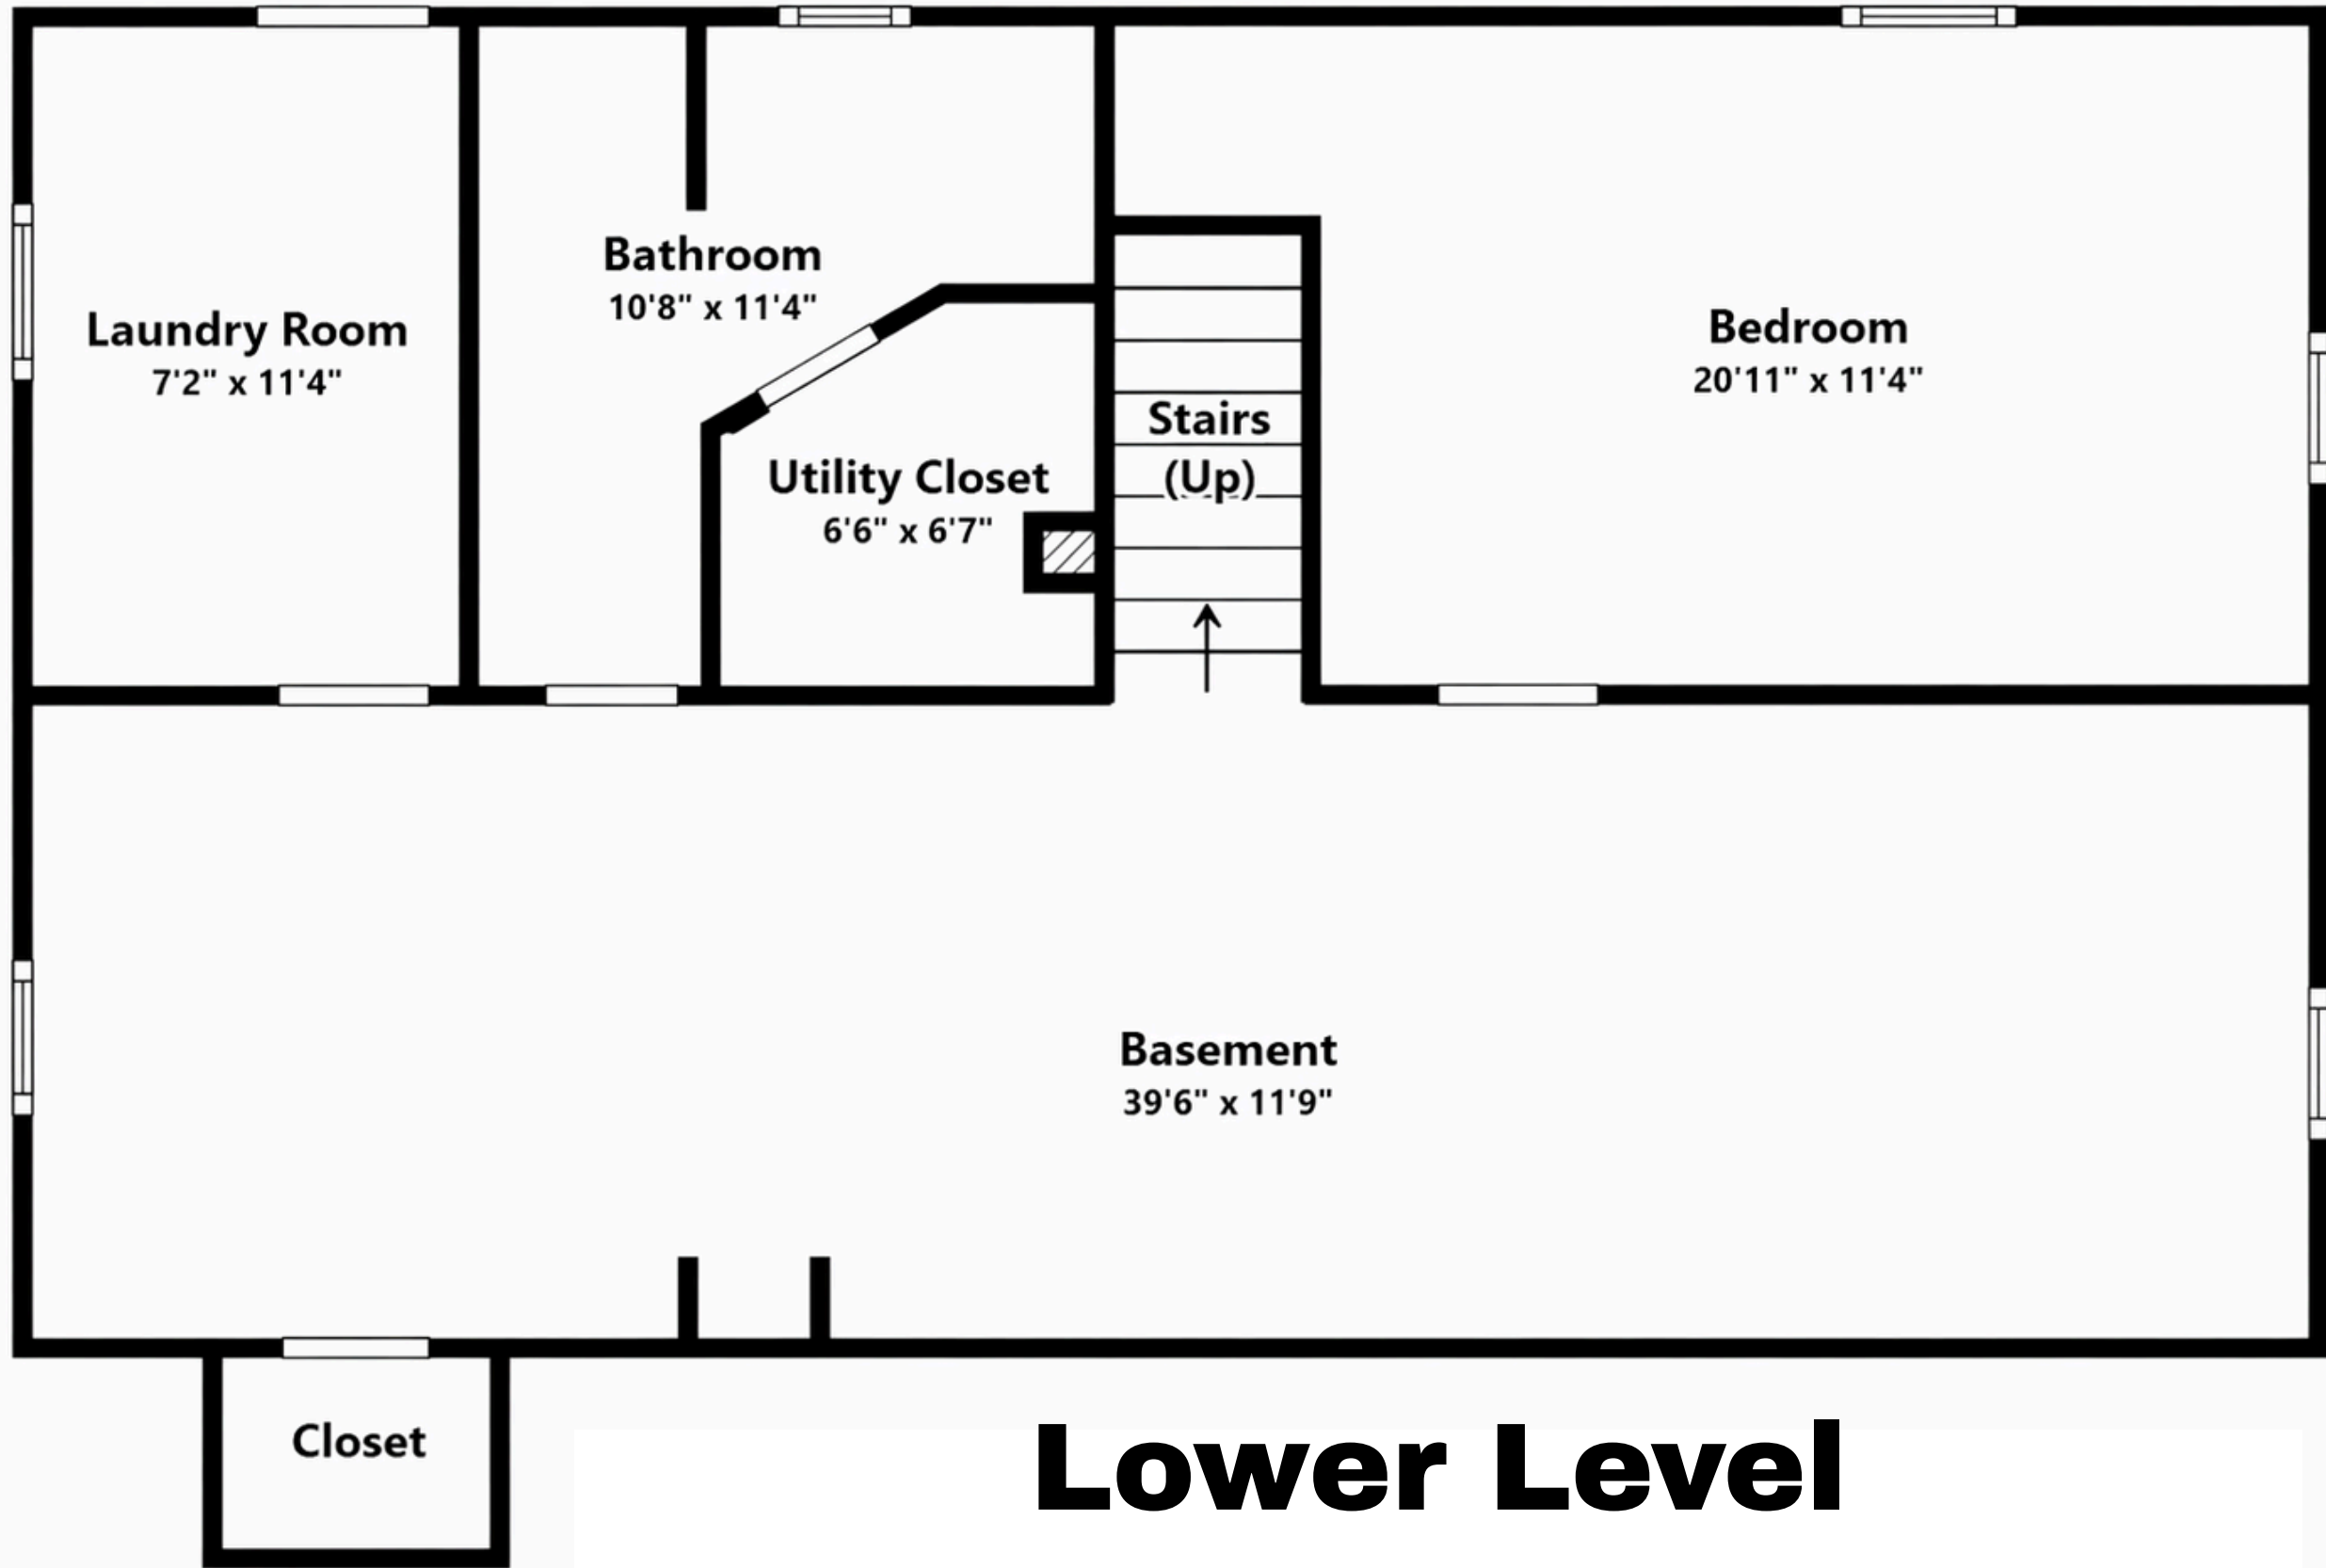 Bathroom
10'8" x 11'4"
Laundry Room
7'2" x 11'4"
Bedroom
20'11" x 11'4"
Stairs
(Up)
Utility Closet
6'6" x 6'7"
Basement
39'6" x 11'9"
Closet
Lower Level